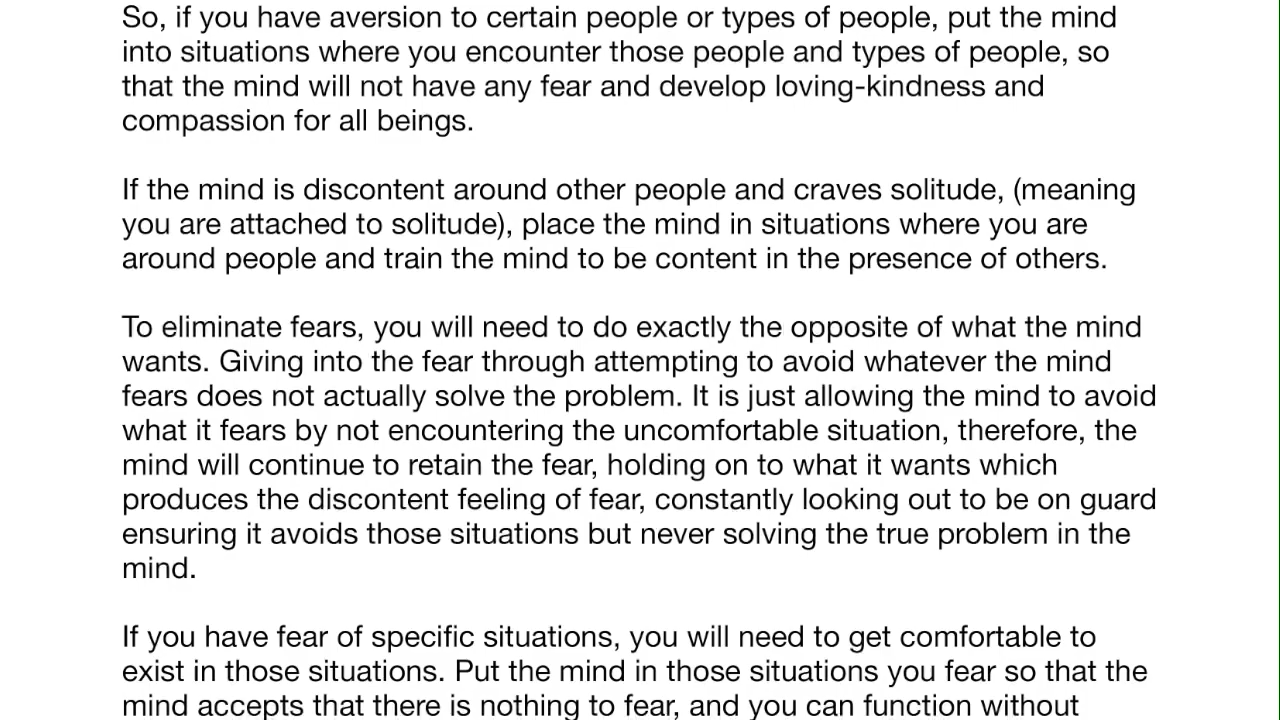 So, if you have aversion to certain people or types of people, put the mind
into situations where you encounter those people and types of people, so
that the mind will not have any fear and develop loving-kindness and
compassion for all beings.
If the mind is discontent around other people and craves solitude, (meaning
you are attached to solitude), place the mind in situations where you are
around people and train the mind to be content in the presence of others.
To eliminate fears, you will need to do exactly the opposite of what the mind
wants. Giving into the fear through attempting to avoid whatever the mind
fears does not actually solve the problem. It is just allowing the mind to avoid
what it fears by not encountering the uncomfortable situation, therefore, the
mind will continue to retain the fear, holding on to what it wants which
produces the discontent feeling of fear, constantly looking out to be on guard
ensuring it avoids those situations but never solving the true problem in the
mind.
If you have fear of specific situations, you will need to get comfortable to
exist in those situations. Put the mind in those situations you fear so that the
mind accepts that there is nothing to fear, and you can function without